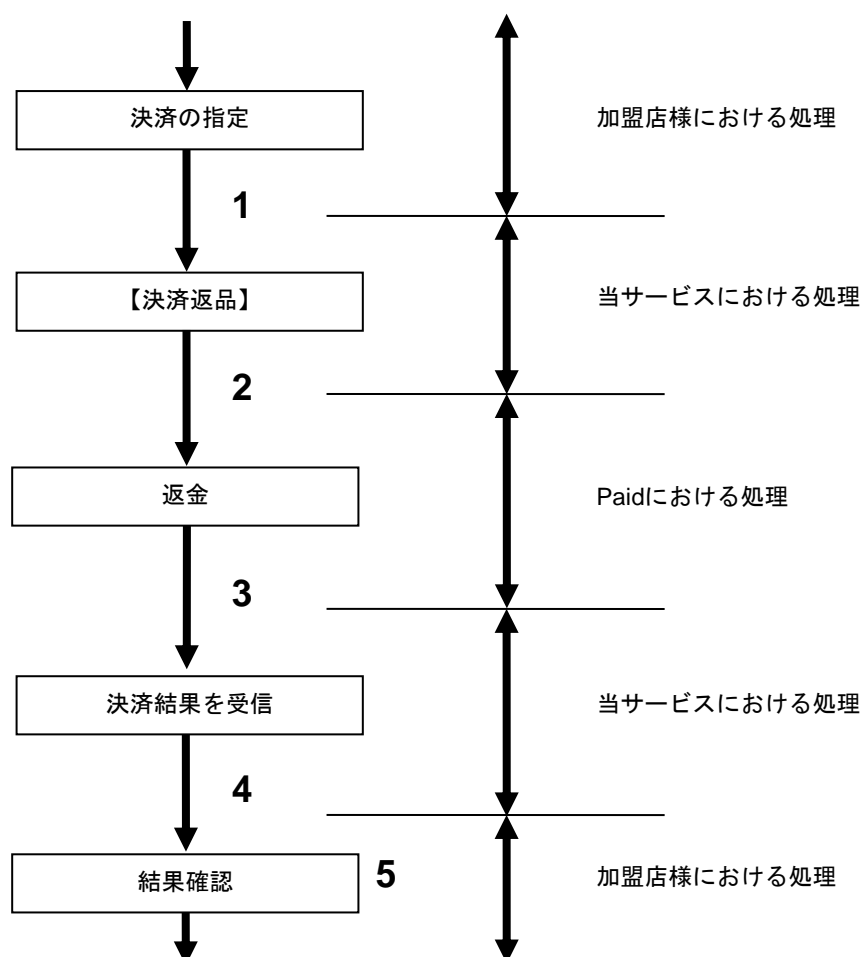 決済の指定
加盟店様における処理
1
【決済返品】
当サービスにおける処理
2
返金
Paidにおける処理
3
決済結果を受信
当サービスにおける処理
4
結果確認
5
加盟店様における処理